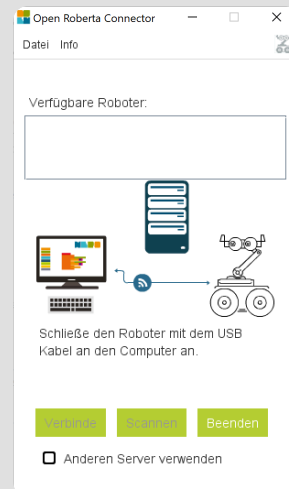 Open Roberta Connector
Datei Info
Verfügbare Roboter:
Schließe den Roboter mit dem USB
Kabel an den Computer an.
Verbinde Scannen Beenden
Anderen Server verwenden